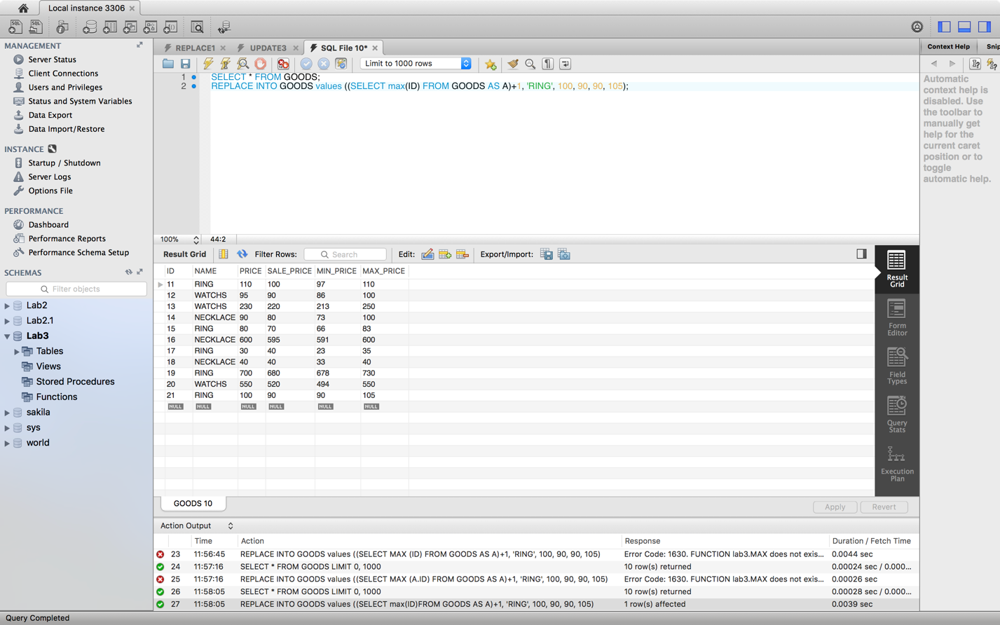 Local instance 3306
MANAGEMENT
Server Status
Client Connections
Users and Privileges
Status and System Variables
Data Export
Data Import/Restore
INSTANCE
Startup / Shutdown
Server Logs
Options File
PERFORMANCE
Dashboard
Performance Reports
Performance Schema Setup
SCHEMAS
Filter objects
Lab2
Lab2.1
Lab3
Tables
Views
Stored Procedures
Functions
sakila
sys
world
REPLACE1 UPDATE3 SQL File 10*
Limit to 1000 rows
1 SELECT * FROM GOODS;
2 REPLACE INTO GOODS values ((SELECT max(ID) FROM GOODS AS A)+1, 'RING', 100, 90, 90, 105);
100% 44:2
Result Grid Filter Rows: Search Edit: Export/Import:
ID NAME PRICE SALE_PRICE MIN_PRICE MAX_PRICE
11 RING 110 100 97 110
12 WATCHS 95 90 86 100
13 WATCHS 230 220 213 250
14 NECKLACE 90 80 73 100
15 RING 80 70 66 83
16 NECKLACE 600 595 591 600
17 RING 30 40 23 35
18 NECKLACE 40 40 33 40
19 RING 700 680 678 730
20 WATCHS 550 520 494 550
21 RING 100 90 90 105
NULL NULL NULL NULL NULL NULL
Result
Grid
Form
Editor
Field
Types
Query
Stats
Execution
Plan
GOODS 10
Apply Revert
Action Output
Time Action Response Duration / Fetch Time
23 11:56:45 REPLACE INTO GOODS values ((SELECT MAX (ID) FROM GOODS AS A)+1, 'RING', 100, 90, 90, 105) Error Code: 1630. FUNCTION lab3.MAX does not exis... 0.0044 sec
24 11:57:16 SELECT * FROM GOODS LIMIT 0, 1000 10 row(s) returned 0.00024 sec / 0.000...
25 11:57:16 REPLACE INTO GOODS values ((SELECT MAX (A.ID) FROM GOODS AS A)+1, 'RING', 100, 90, 90, 105) Error Code: 1630. FUNCTION lab3.MAX does not exis... 0.00026 sec
26 11:58:05 SELECT * FROM GOODS LIMIT 0, 1000 10 row(s) returned 0.00028 sec / 0.000...
27 11:58:05 REPLACE INTO GOODS values ((SELECT max(ID)FROM GOODS AS A)+1, 'RING', 100, 90, 90, 105) 1 row(s) affected 0.0039 sec
Context Help Snip
Automatic
context help is
disabled. Use
the toolbar to
manually get
help for the
current caret
position or to
toggle
automatic help.
Query Completed